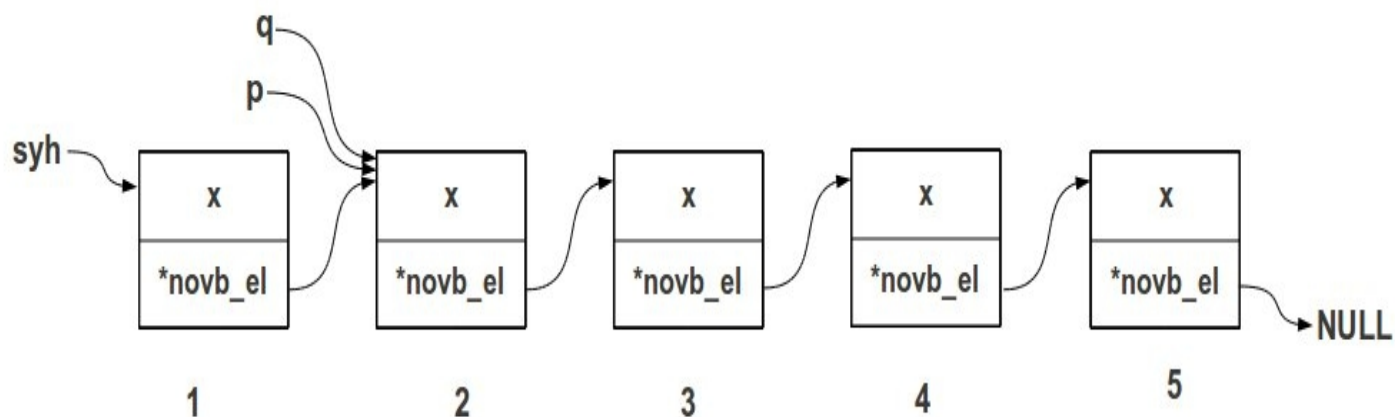 q
p
syh
x x x x x
*novb_el *novb_el *novb_el *novb_el *novb_el
NULL
1 2 3 4 5